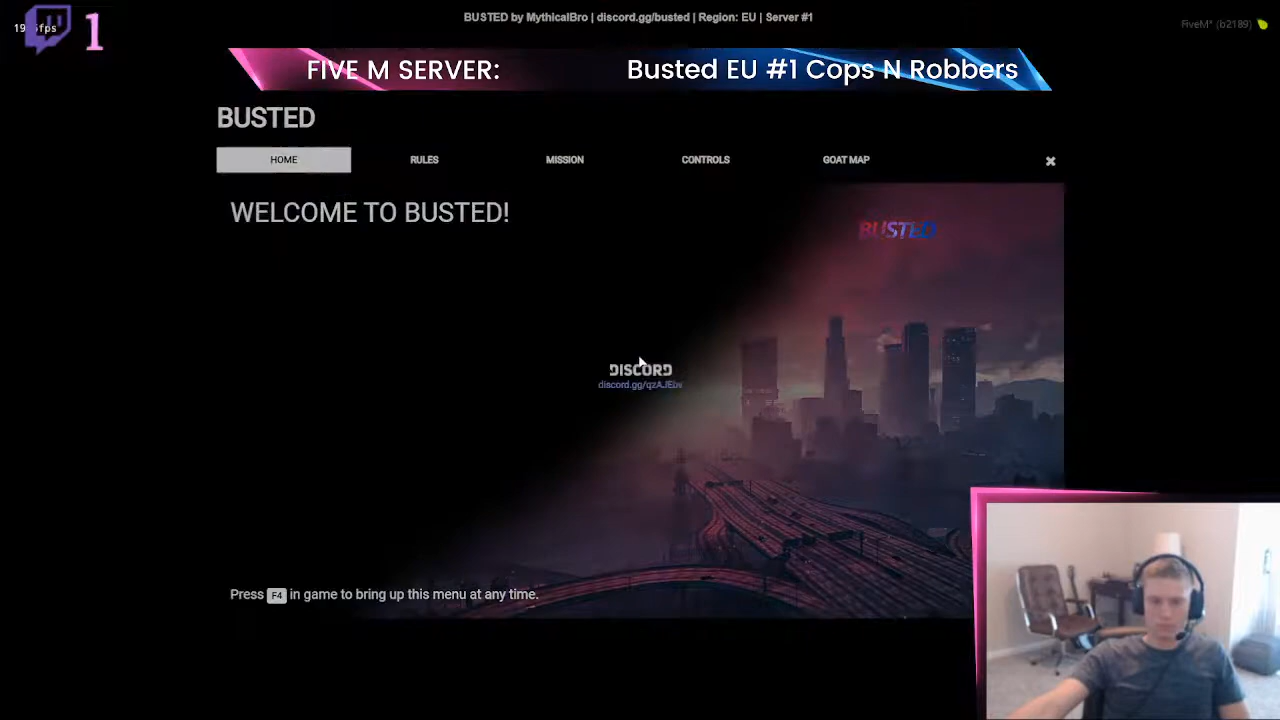 BUSTED by MythicalBro | discord.gg/busted | Region: EU | Server #1
FiveM* (b2189)
1
FIVE M SERVER: Busted EU #1 Cops N Robbers
BUSTED
HOME RULES MISSION CONTROLS GOAT MAP
WELCOME TO BUSTED!
BUSTED
DISCORD
Press F4 in game to bring up this menu at any time.